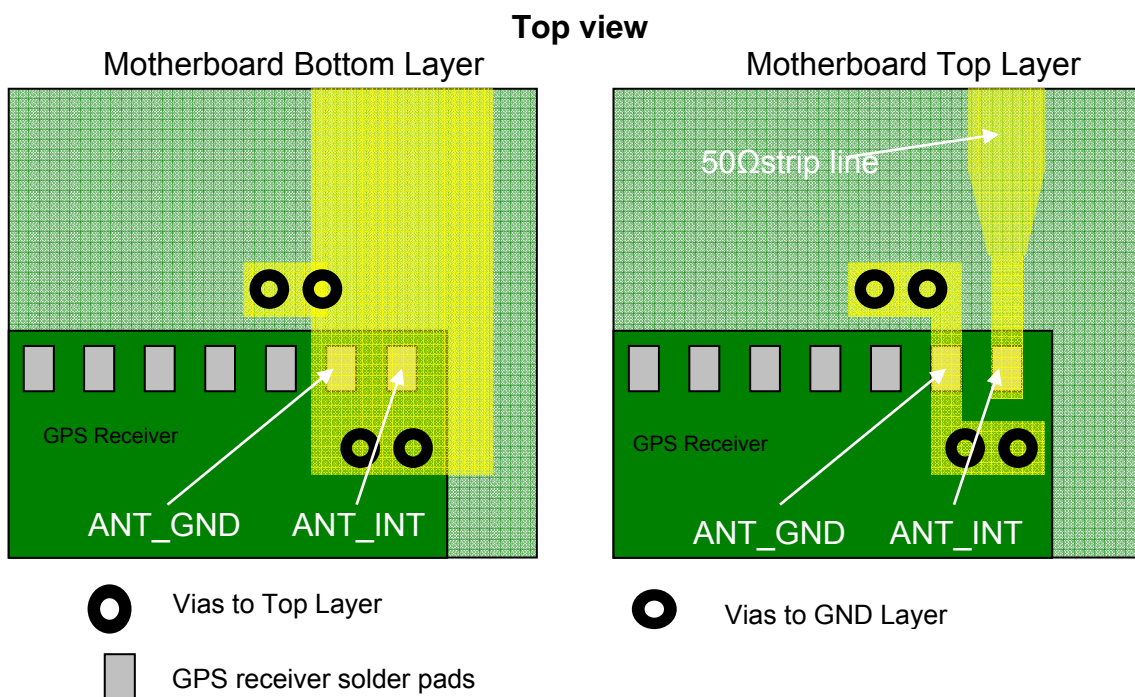 Top view
Motherboard Bottom Layer
Motherboard Top Layer
50Ωstrip line
GPS Receiver
ANT_GND
ANT_INT
GPS Receiver
ANT_GND
ANT_INT
Vias to Top Layer
Vias to GND Layer
GPS receiver solder pads